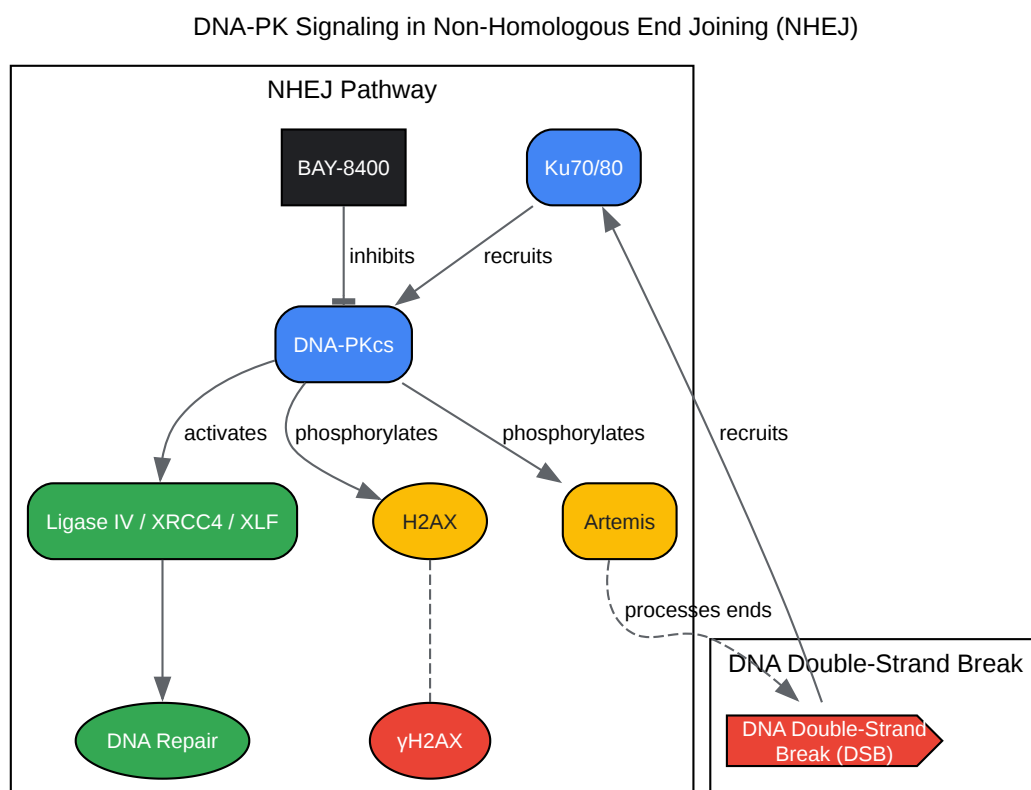 DNA-PK Signaling in Non-Homologous End Joining (NHEJ)
NHEJ Pathway
BAY-8400
Ku70/80
inhibits
recruits
DNA-PKcs
activates
phosphorylates
phosphorylates
recruits
Ligase IV / XRCC4 / XLF
H2AX
Artemis
processes ends
DNA Double-Strand Break
DNA Repair
γH2AX
DNA Double-Strand
Break (DSB)